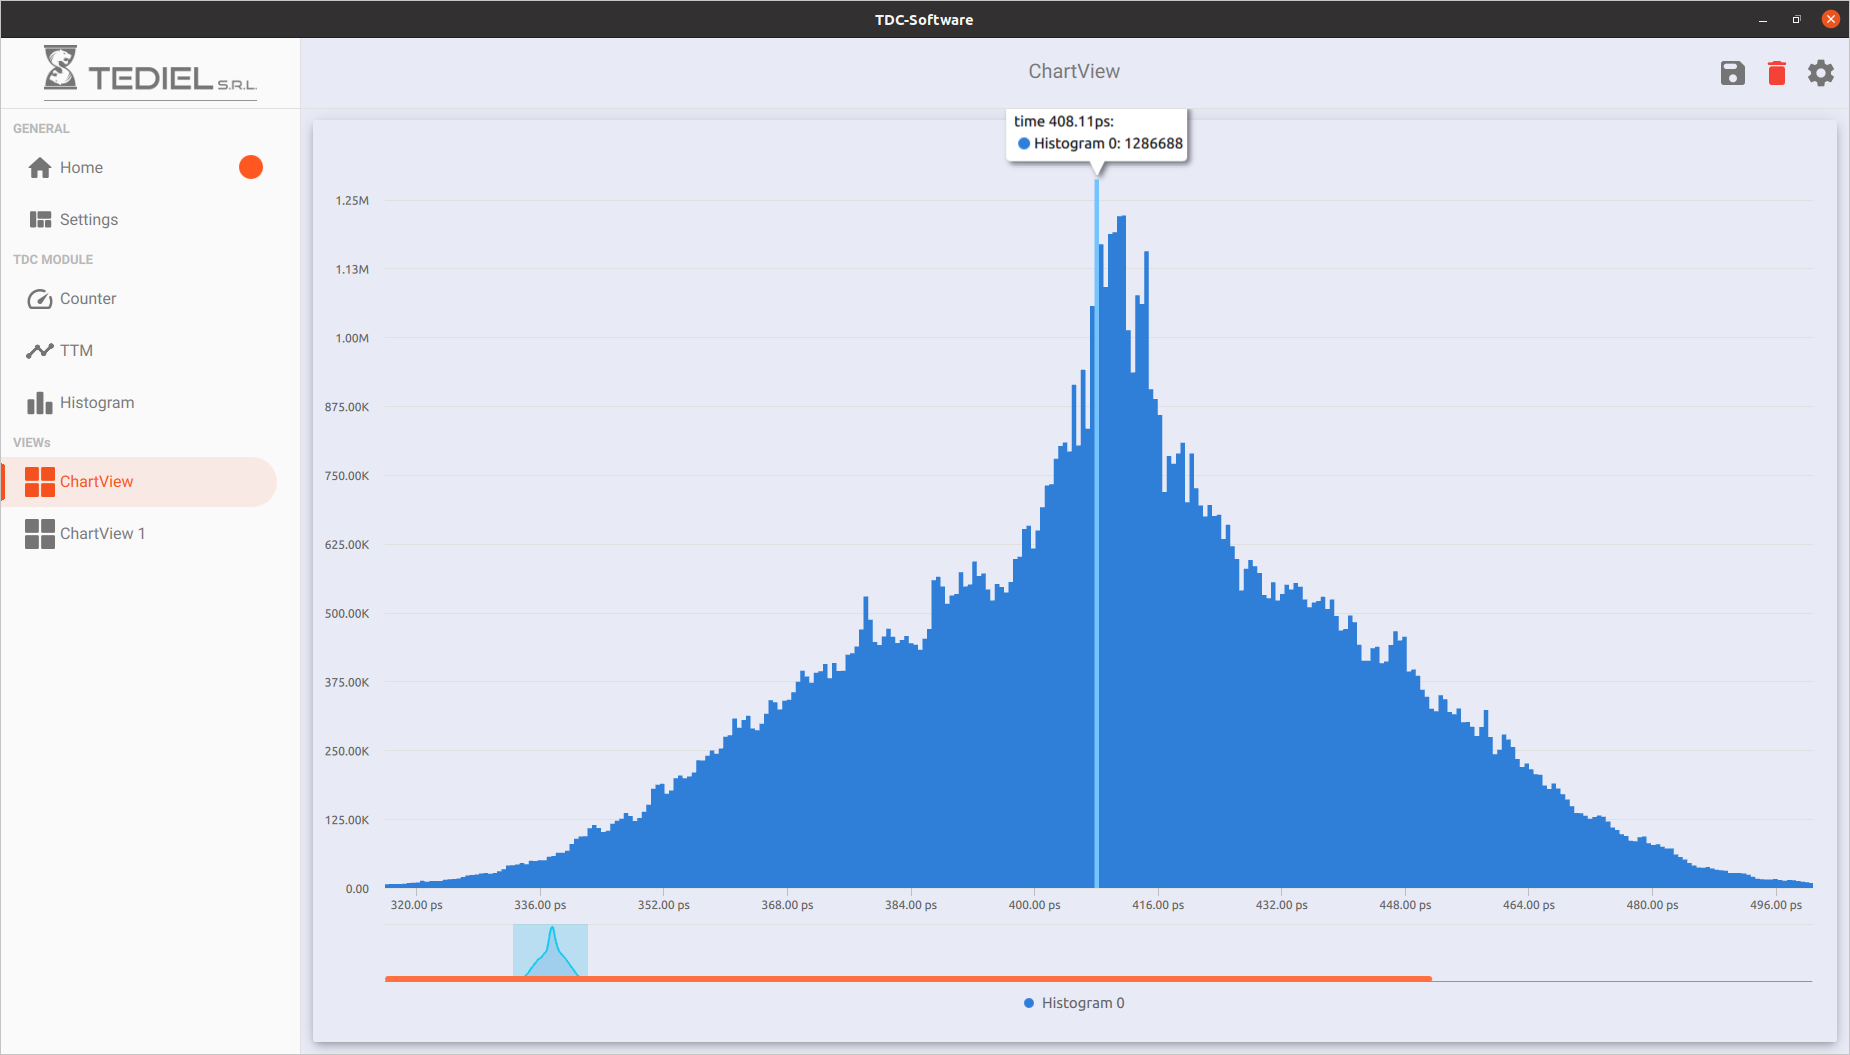 TDC-Software
TEDIEL S.R.L.
ChartView
GENERAL
Home
Settings
TDC MODULE
Counter
TTM
Histogram
VIEWs
ChartView
ChartView 1
time 408.11ps:
Histogram 0: 1286688
1.25M
1.13M
1.00M
875.00K
750.00K
625.00K
500.00K
375.00K
250.00K
125.00K
0.00
320.00 ps 336.00 ps 352.00 ps 368.00 ps 384.00 ps 400.00 ps 416.00 ps 432.00 ps 448.00 ps 464.00 ps 480.00 ps 496.00 ps
Histogram 0